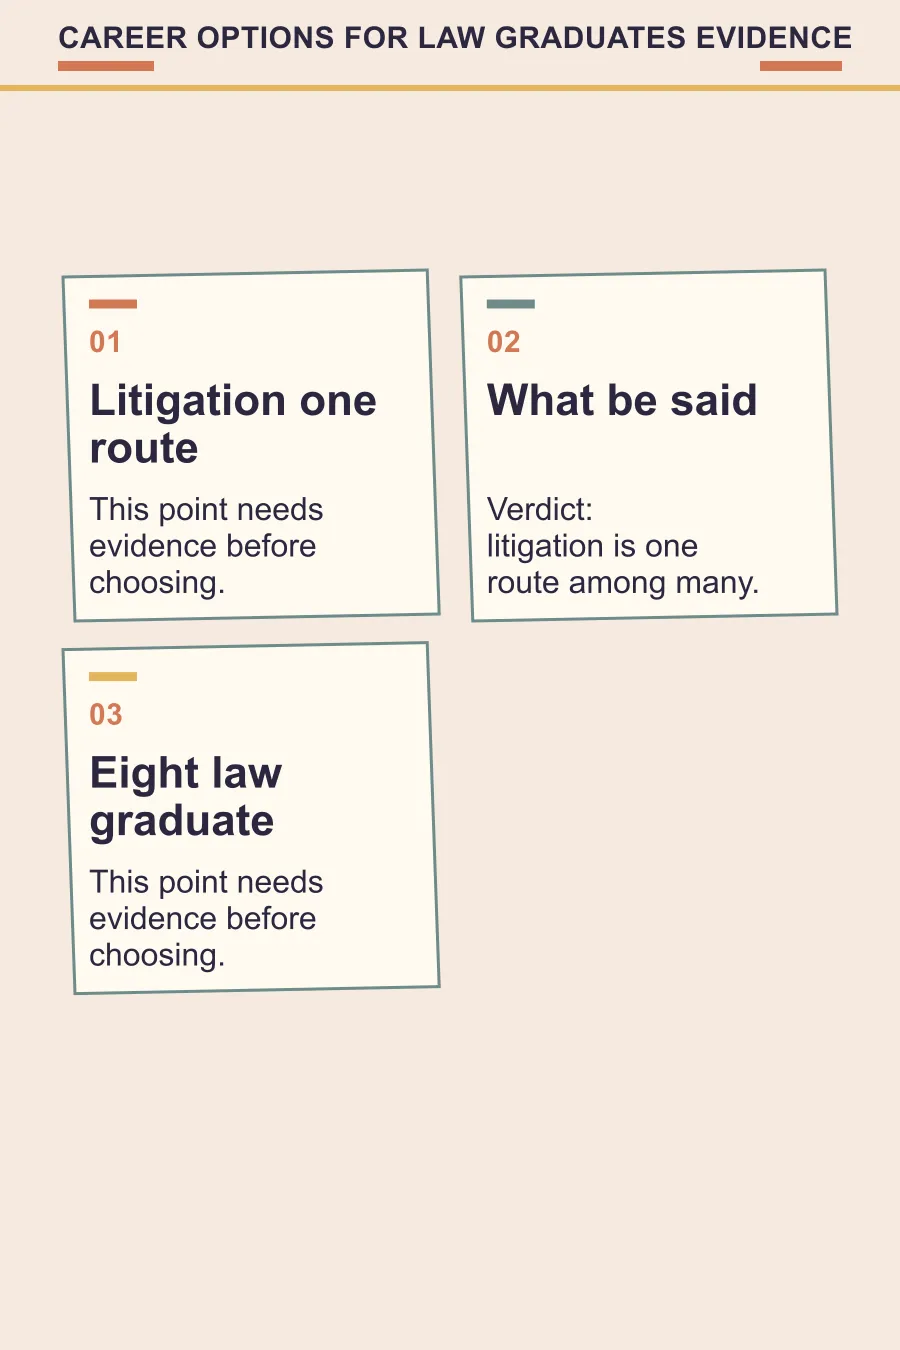 CAREER OPTIONS FOR LAW GRADUATES EVIDENCE
01
Litigation one
route
This point needs
evidence before
choosing.
02
What be said
Verdict:
litigation is one
route among many.
03
Eight law
graduate
This point needs
evidence before
choosing.